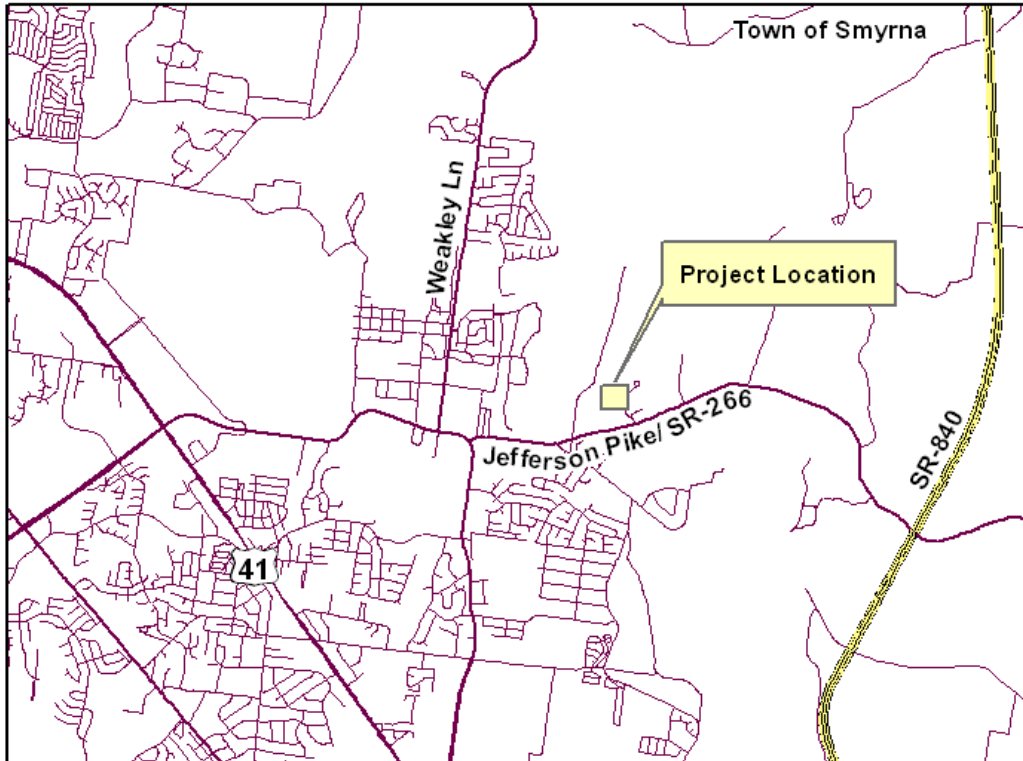 Town of Smyrna
Weakley Ln
Project Location
Jefferson Pike/ SR-266
SR-840
41